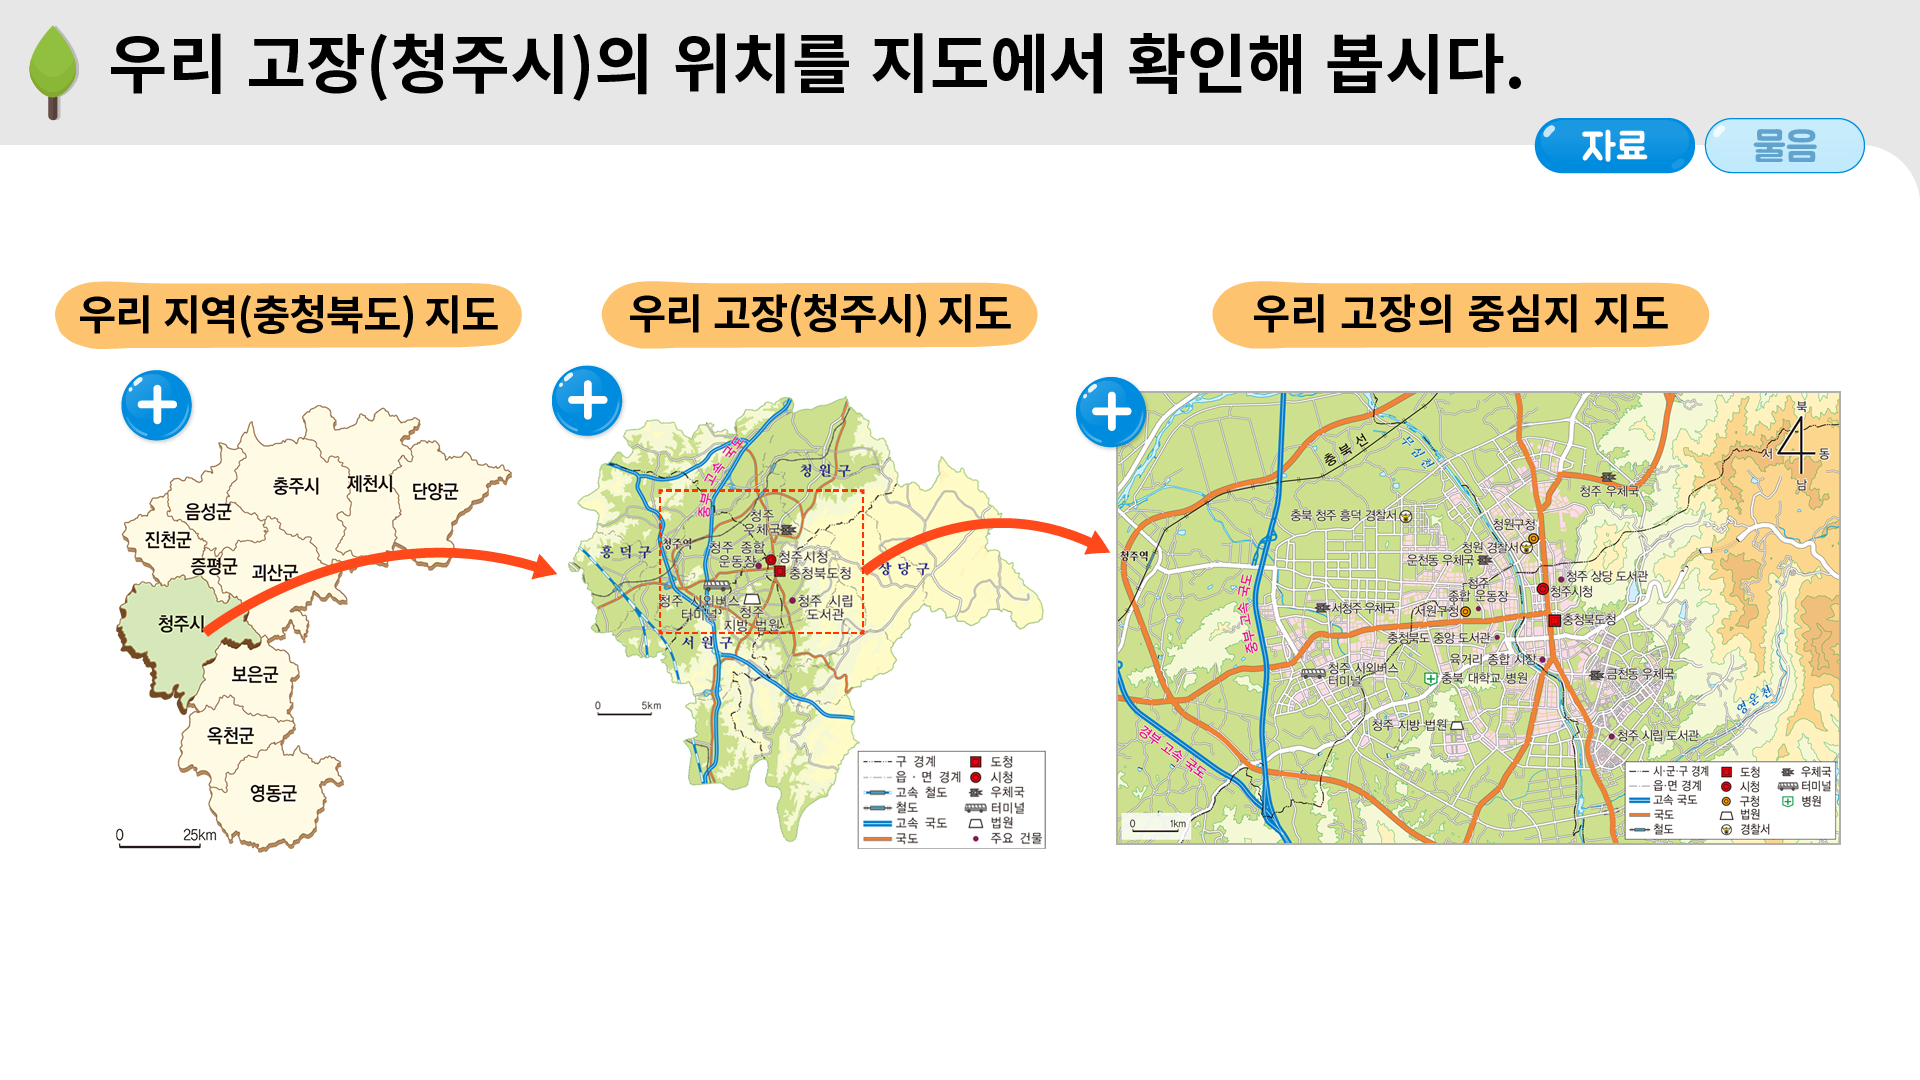 우리 고장(청주시)의 위치를 지도에서 확인해 봅시다.
자료
물음
우리 지역(충청북도) 지도
우리 고장(청주시) 지도
우리 고장의 중심지 지도
충주시
제천시
단양군
음성군
진천군
증평군
괴산군
청주시
보은군
옥천군
영동군
0 25km
중부 고속 국도
청원구
흥덕구
상당구
서원구
청주
우체국
청주역
청주 종합
운동장
청주시청
충청북도청
청주 시외버스
터미널
청주
지방 법원
청주 시립
도서관
0 5km
구 경계
읍 · 면 경계
고속 철도
철도
고속 국도
국도
도청
시청
우체국
터미널
법원
주요 건물
북
서
동
남
충북선
무심천
청주 우체국
충북 청주 흥덕 경찰서
청원구청
청원 경찰서
운천동 우체국
청주역
청주 상당 도서관
청주시청
청주
종합 운동장
서원구청
서청주 우체국
충청북도청
충청북도 중앙 도서관
중부 고속 국도
육거리 종합 시장
청주 시외버스
터미널
충북 대학교 병원
금천동 우체국
영운천
청주 지방 법원
청주 시립 도서관
경부 고속 국도
0 1km
시·군·구 경계
읍·면 경계
고속 국도
국도
철도
도청
시청
구청
법원
경찰서
우체국
터미널
병원